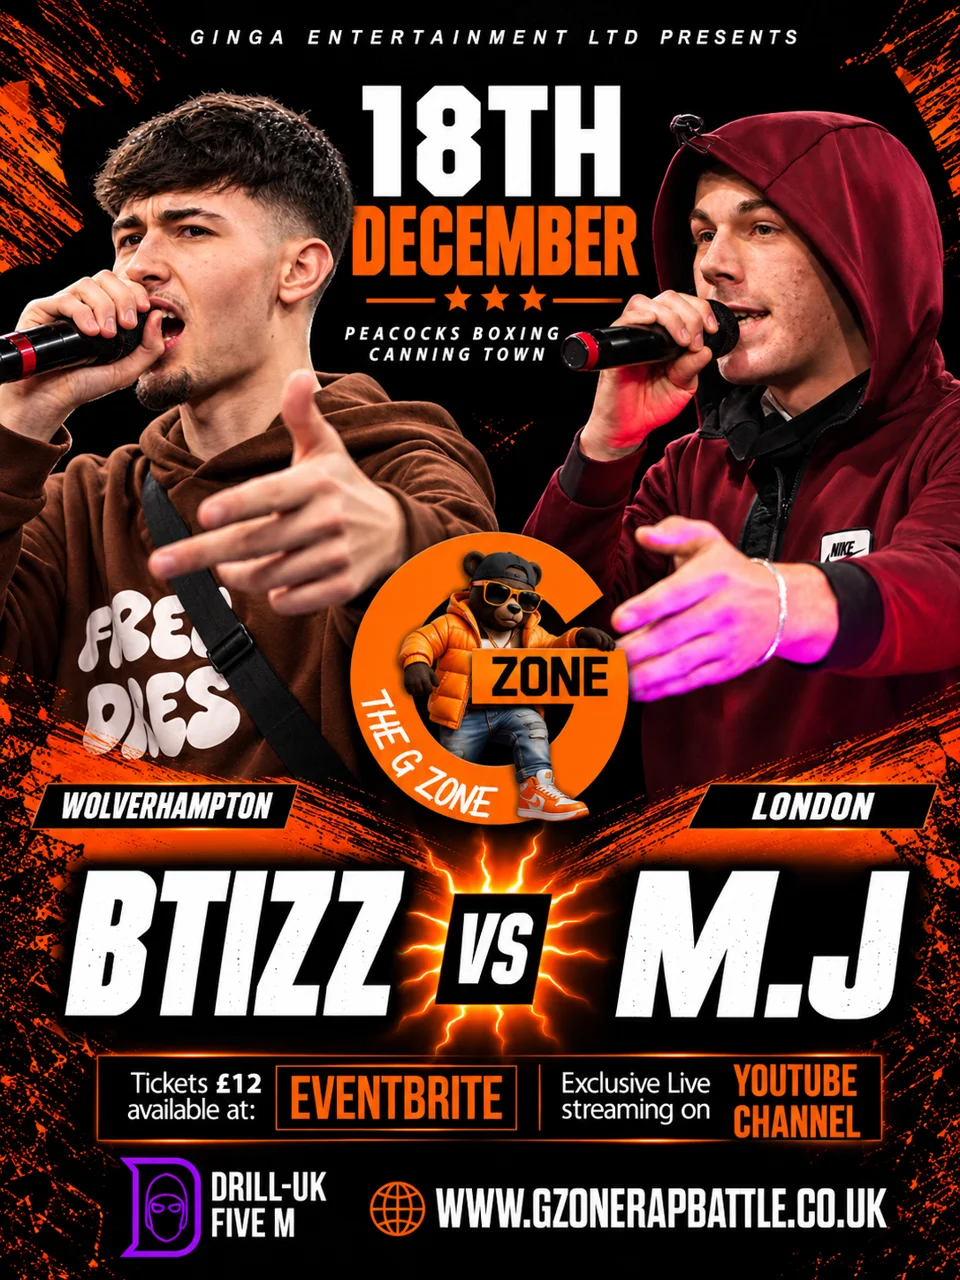 GINGA ENTERTAINMENT LTD PRESENTS
18TH
DECEMBER
PEACOCKS BOXING
CANNING TOWN
NIKE
FREE
ZONE
THE G ZONE
WOLVERHAMPTON
LONDON
BTIZZ
VS
M.J
Tickets £12
available at:
EVENTBRITE
Exclusive Live
streaming on
YOUTUBE
CHANNEL
DRILL-UK
FIVE M
WWW.GZONERAPBATTLE.CO.UK